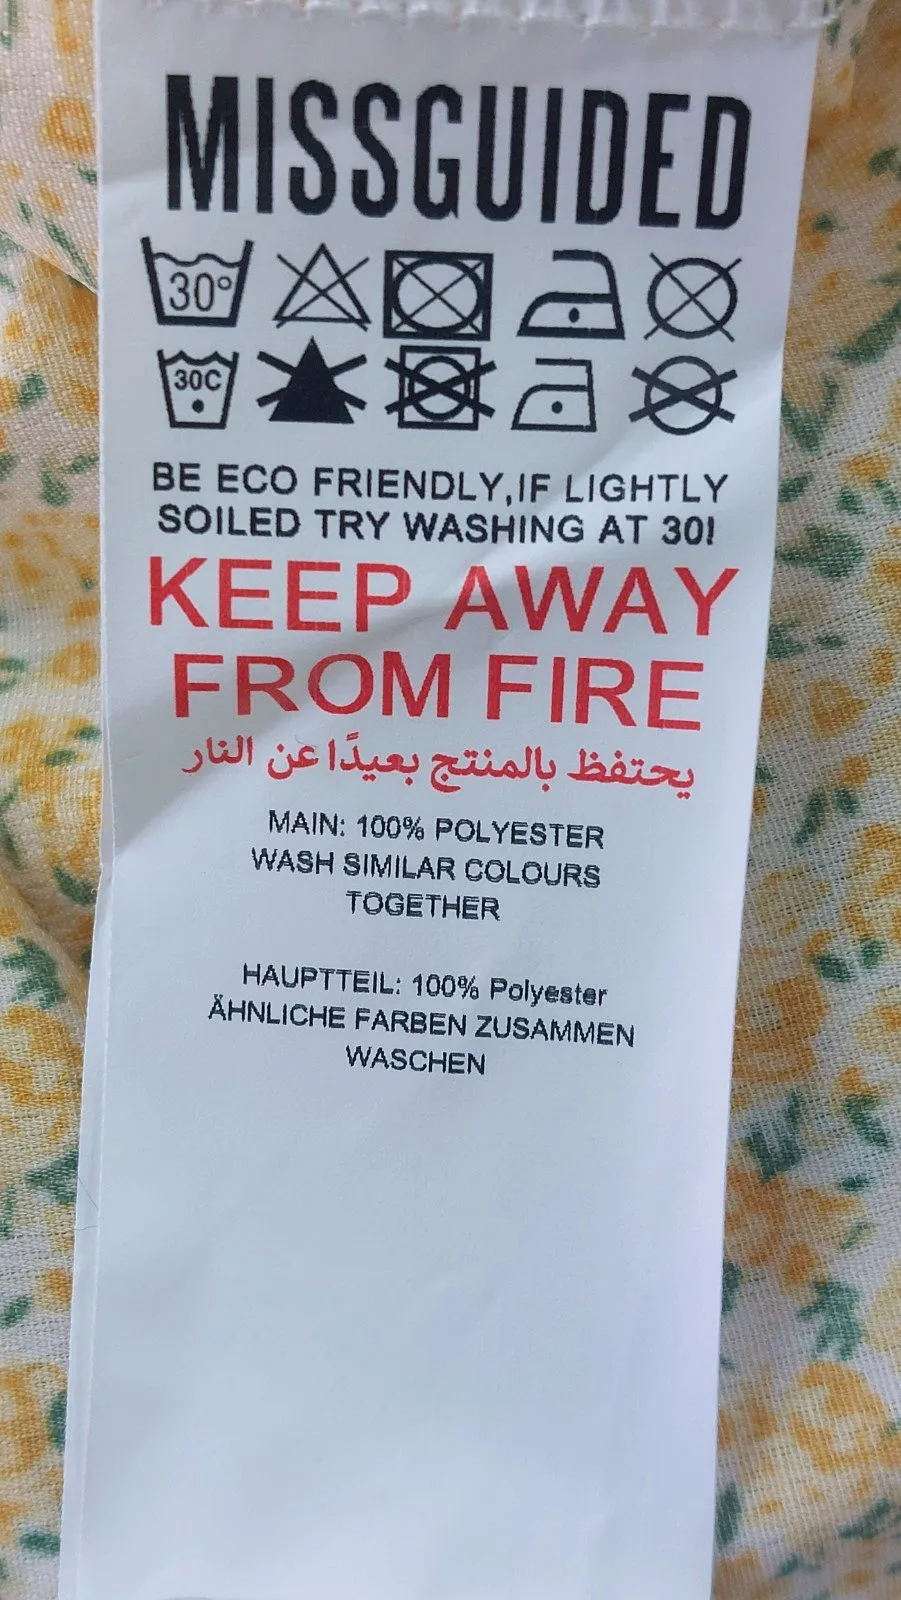 MISSGUIDED
30°
30C
BE ECO FRIENDLY,IF LIGHTLY
SOILED TRY WASHING AT 30!
KEEP AWAY
FROM FIRE
يحتفظ بالمنتج بعيدًا عن النار
MAIN: 100% POLYESTER
WASH SIMILAR COLOURS
TOGETHER
HAUPTTEIL: 100% Polyester
ÄHNLICHE FARBEN ZUSAMMEN
WASCHEN